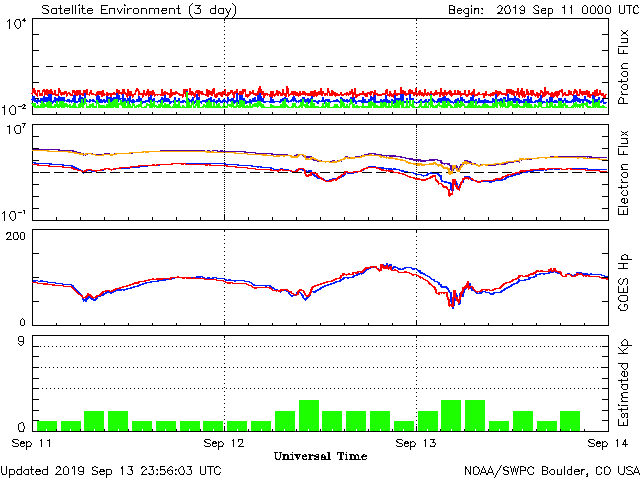 Satellite Environment (3 day)
Begin: 2019 Sep 11 0000 UTC
10^4
10^-2
Proton Flux
10^7
10^-1
Electron Flux
200
0
GOES Hp
9
0
Estimated Kp
Sep 11 Sep 12 Sep 13 Sep 14
Universal Time
Updated 2019 Sep 13 23:56:03 UTC
NOAA/SWPC Boulder, CO USA